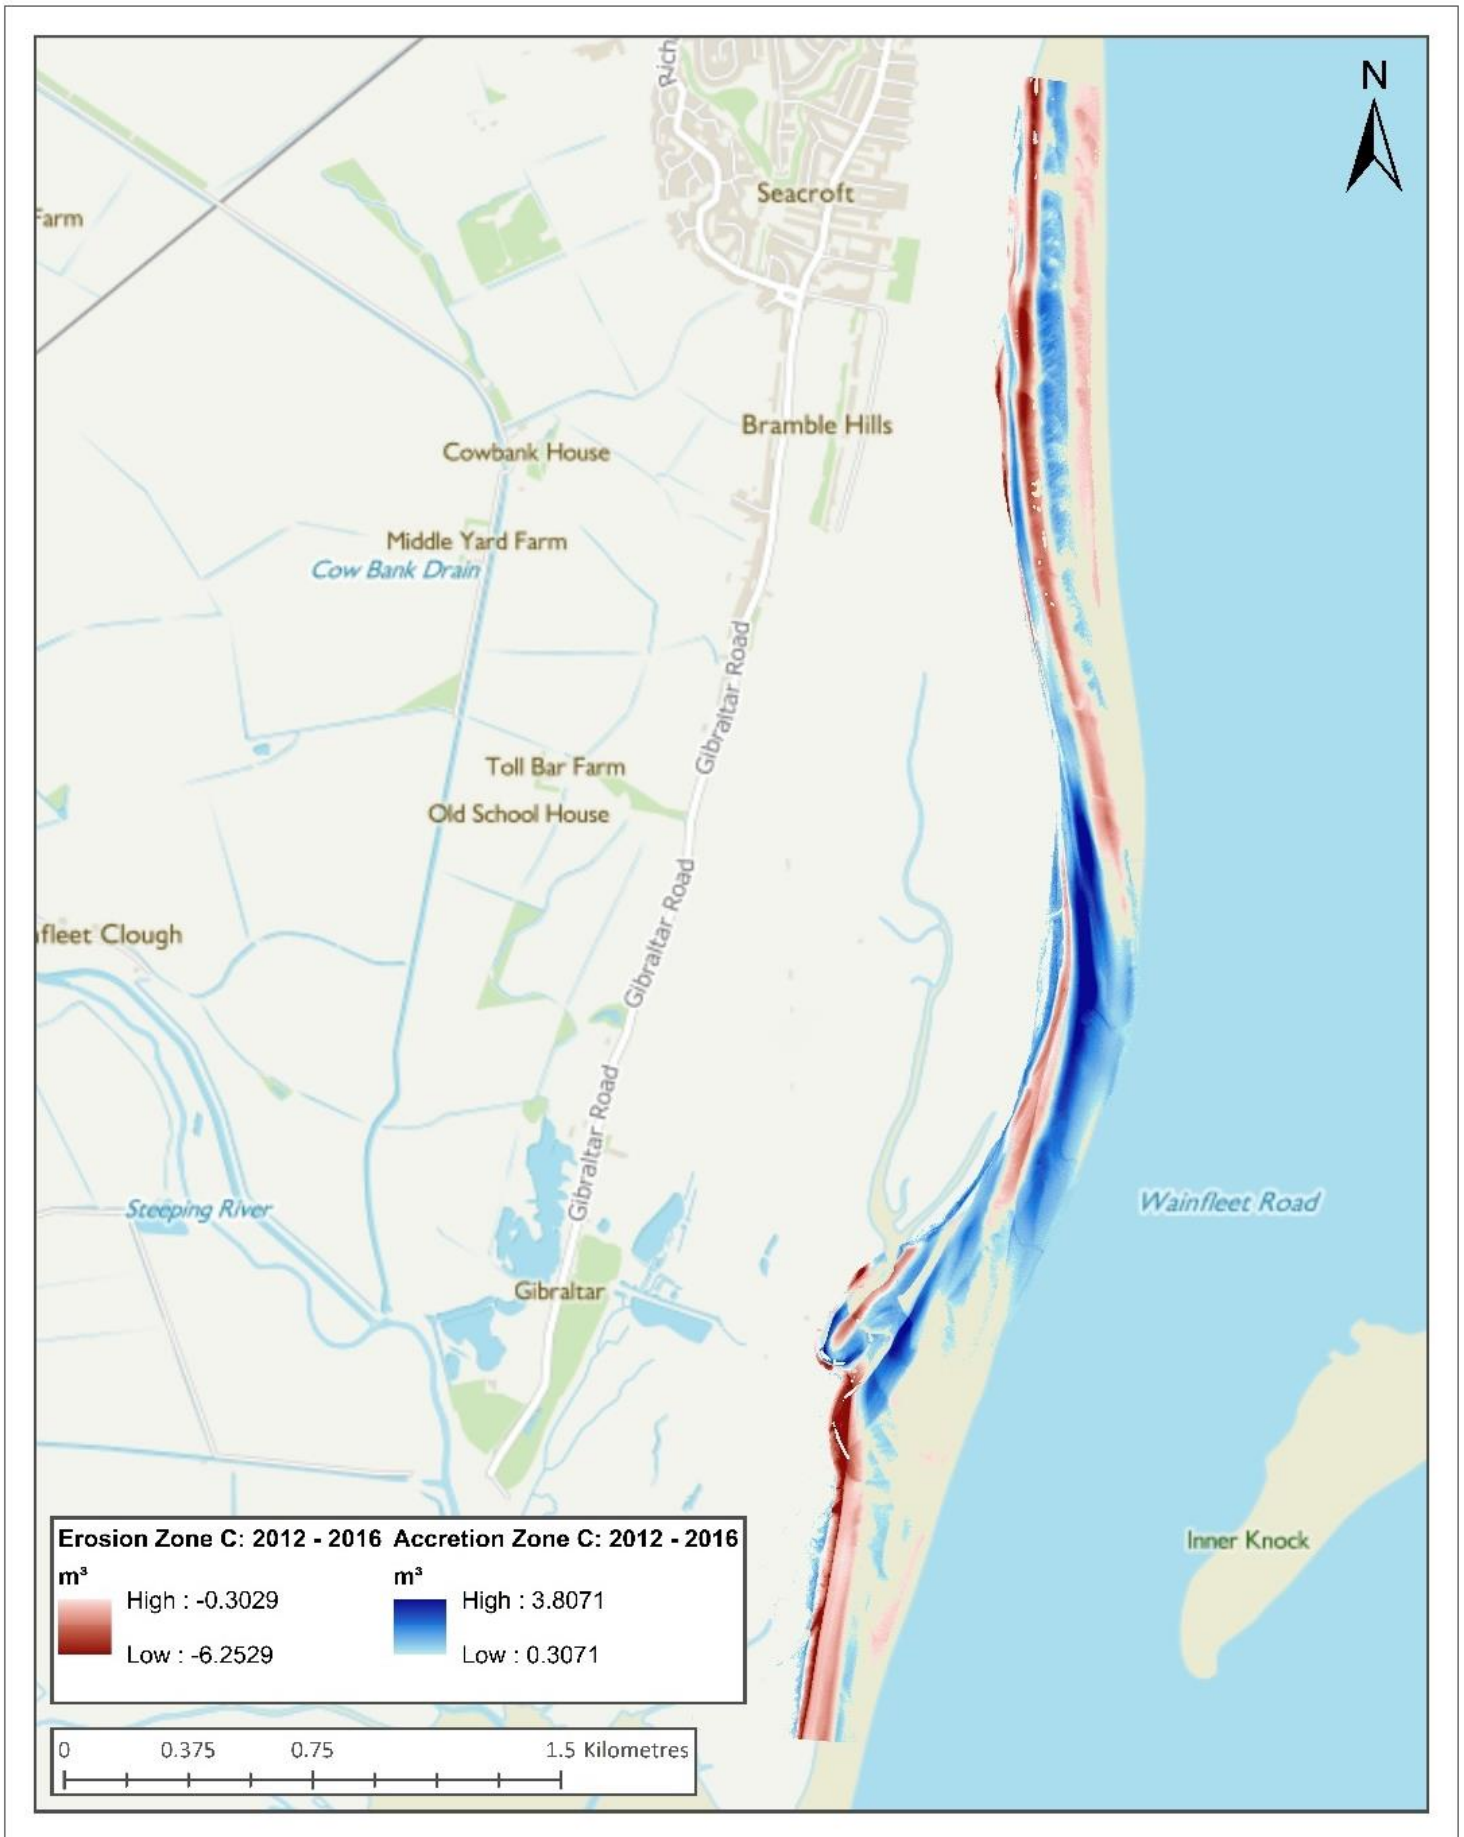 Rich
N
Seacroft
Farm
Bramble Hills
Cowbank House
Middle Yard Farm
Cow Bank Drain
Gibraltar Road
Toll Bar Farm
Old School House
Gibraltar Road
nfleet Clough
Gibraltar Road
Steeping River
Wainfleet Road
Gibraltar
Inner Knock
Erosion Zone C: 2012 - 2016 Accretion Zone C: 2012 - 2016
m³ m³
High : -0.3029 High : 3.8071
Low : -6.2529 Low : 0.3071
0 0.375 0.75 1.5 Kilometres